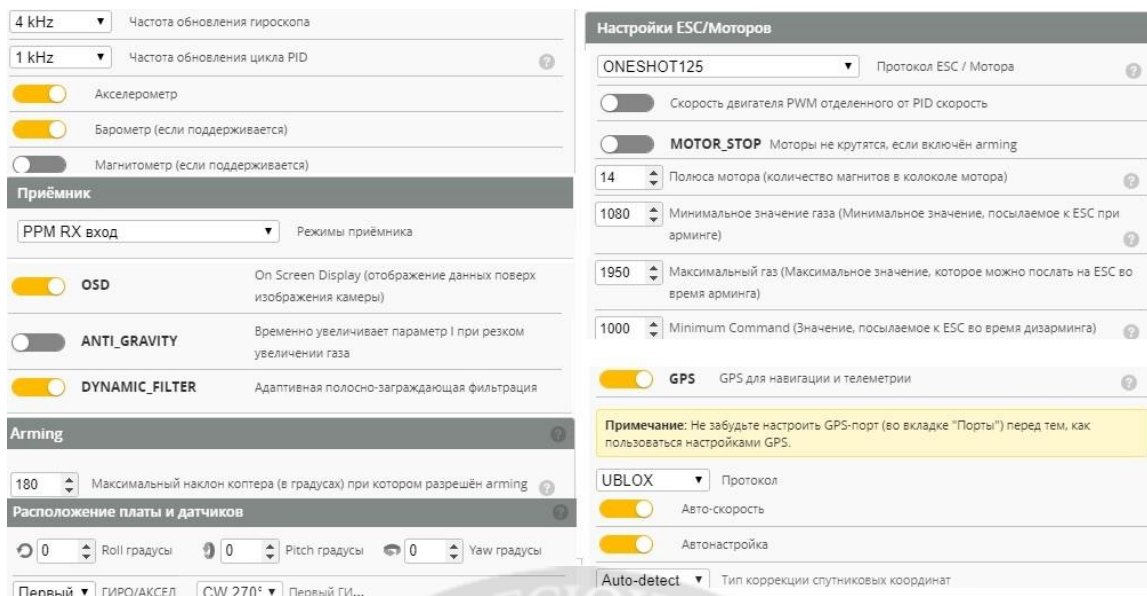 4 kHz Частота обновления гироскопа
1 kHz Частота обновления цикла PID
Акселерометр
Барометр (если поддерживается)
Магнитометр (если поддерживается)
Приёмник
PPM RX вход Режимы приёмника
OSD On Screen Display (отображение данных поверх
изображения камеры)
ANTI_GRAVITY Временно увеличивает параметр I при резком
увеличении газа
DYNAMIC_FILTER Адаптивная полосно-заграждающая фильтрация
Arming
180 Максимальный наклон коптера (в градусах) при котором разрешён arming
Расположение платы и датчиков
0 Roll градусы 0 Pitch градусы 0 Yaw градусы
Первый ГИРО/АКСЕЛ CW 270° Первый ГИ...
Настройки ESC/Моторов
ONESHOT125 Протокол ESC / Мотора
Скорость двигателя PWM отделенного от PID скорость
MOTOR_STOP Моторы не крутятся, если включён arming
14 Полюса мотора (количество магнитов в колоколе мотора)
1080 Минимальное значение газа (Минимальное значение, посылаемое к ESC при
арминге)
1950 Максимальный газ (Максимальное значение, которое можно послать на ESC во
время арминга)
1000 Minimum Command (Значение, посылаемое к ESC во время дизарминга)
GPS GPS для навигации и телеметрии
Примечание: Не забудьте настроить GPS-порт (во вкладке "Порты") перед тем, как
пользоваться настройками GPS.
UBLOX Протокол
Авто-скорость
Автонастройка
Auto-detect Тип коррекции спутниковых координат